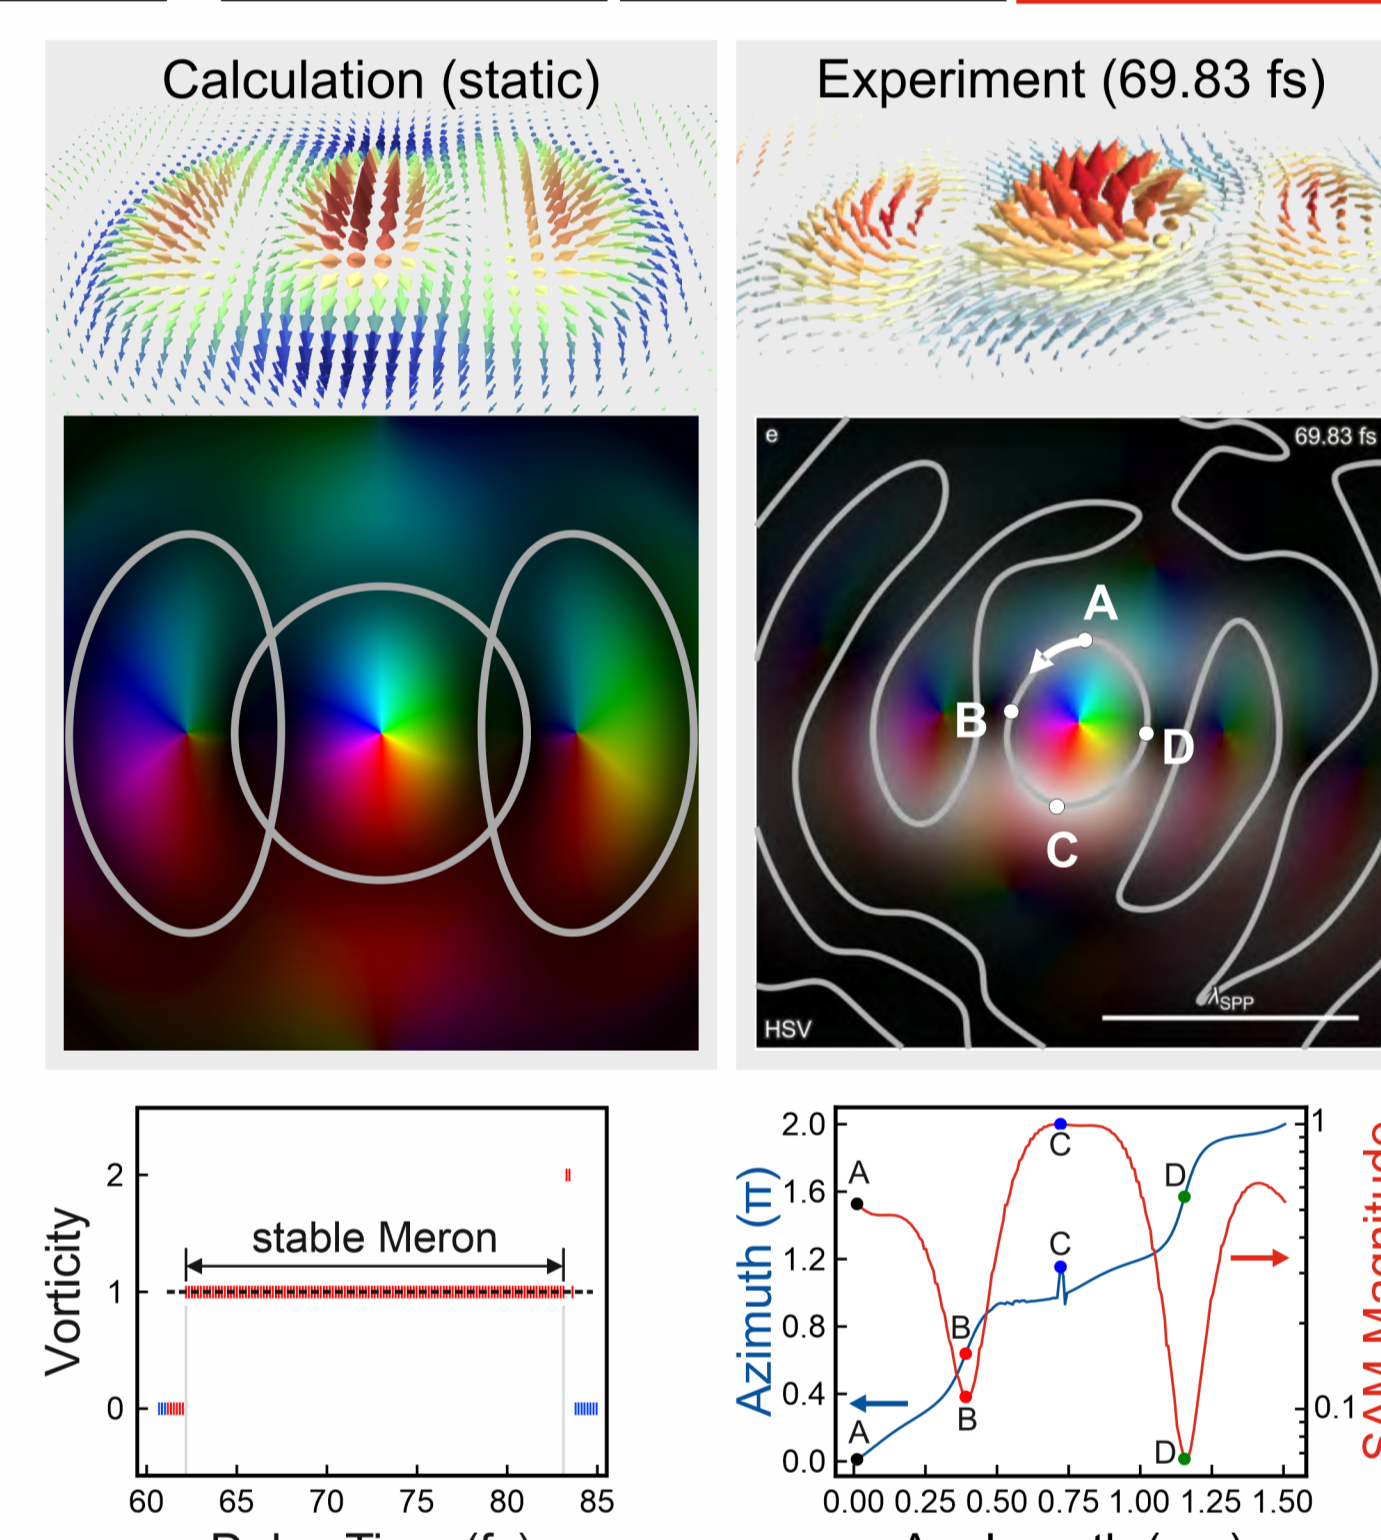 Calculation (static)
Experiment (69.83 fs)
e
69.83 fs
A
B
D
C
λSPP
HSV
Vorticity
2
1
0
stable Meron
60 65 70 75 80 85
Azimuth (π)
2.0
1.6
1.2
0.8
0.4
0.0
A
C
C
D
B
B
A
D
1
0.1
0.00 0.25 0.50 0.75 1.00 1.25 1.50
SAM Magnitude